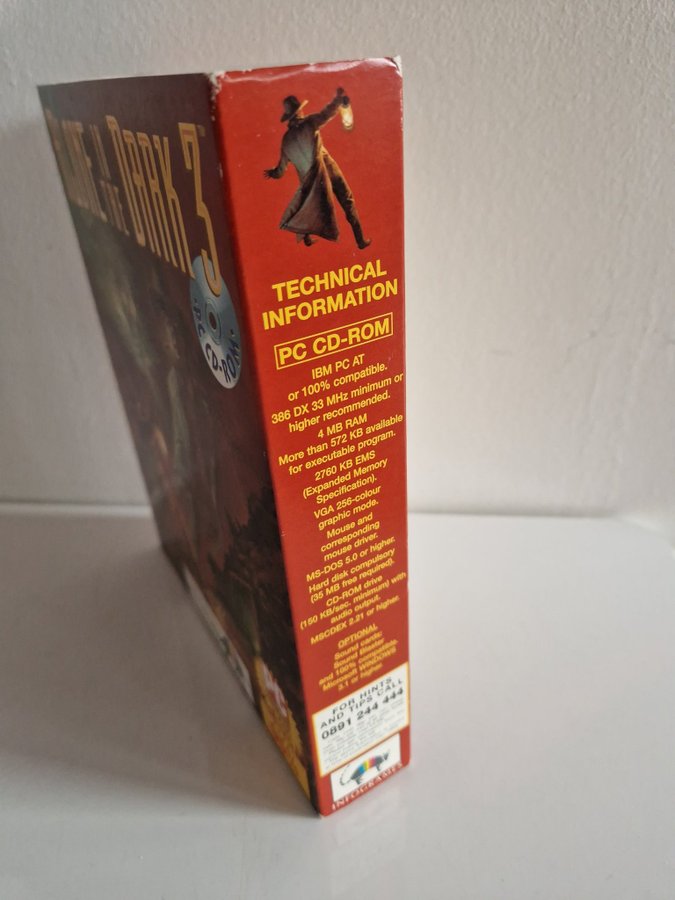 ALONE IN THE DARK 3™
PC CD-ROM
TECHNICAL
INFORMATION
PC CD-ROM
IBM PC AT
or 100% compatible.
386 DX 33 MHz minimum or
higher recommended.
4 MB RAM
More than 572 KB available
for executable program.
2760 KB EMS
(Expanded Memory
Specification).
VGA 256-colour
graphic mode.
Mouse and
corresponding
mouse driver.
MS-DOS 5.0 or higher.
Hard disk compulsory
(35 MB free required).
CD-ROM drive
(150 KB/sec. minimum) with
audio output.
MSCDEX 2.21 or higher.
OPTIONAL
Sound cards:
Sound Blaster
and 100% compatible.
Microsoft WINDOWS
3.1 or higher.
FOR HINTS
AND TIPS CALL
0891 244 444
INFOGRAMES